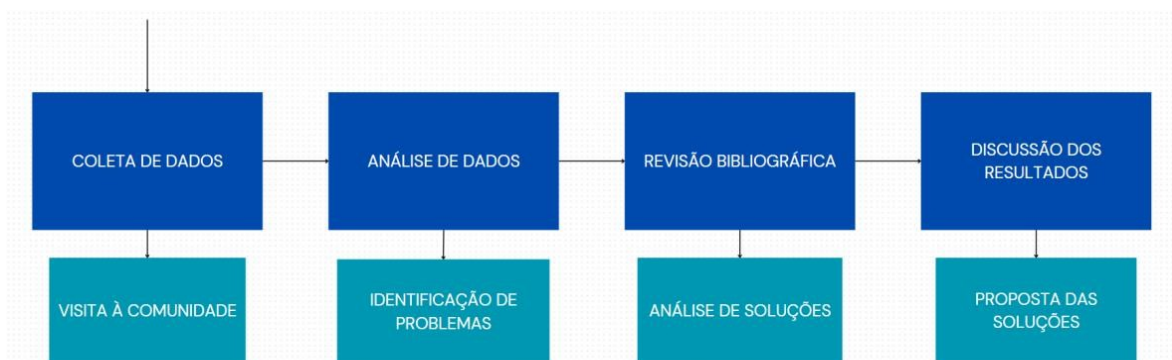 COLETA DE DADOS
ANÁLISE DE DADOS
REVISÃO BIBLIOGRÁFICA
DISCUSSÃO DOS
RESULTADOS
VISITA À COMUNIDADE
IDENTIFICAÇÃO DE
PROBLEMAS
ANÁLISE DE SOLUÇÕES
PROPOSTA DAS
SOLUÇÕES